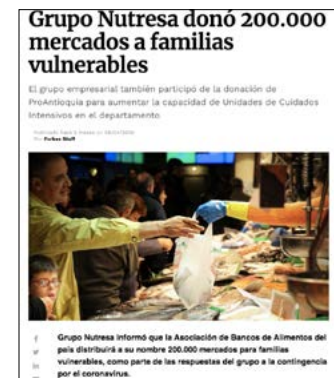 Grupo Nutresa donó 200.000
mercados a familias
vulnerables
El grupo empresarial también participó de la donación de
ProAntioquia para aumentar la capacidad de Unidades de Cuidados
Intensivos en el departamento
Por Forbes Staff
Grupo Nutresa informó que la Asociación de Bancos de Alimentos del
país distribuirá a su nombre 200.000 mercados para familias
vulnerables, como parte de las respuestas del grupo a la contingencia
por el coronavirus.